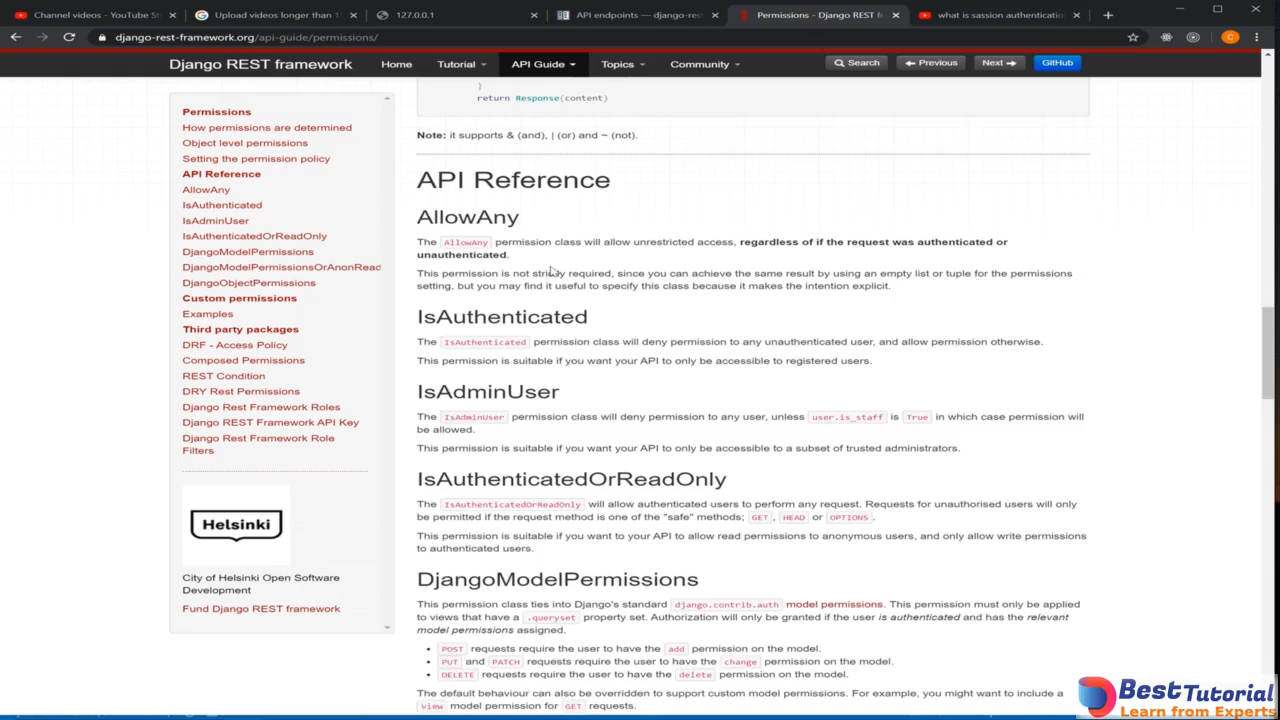 Channel videos - YouTube St
Upload videos longer than 1
127.0.0.1
API endpoints — django-res
Permissions - Django REST f
what is sassion authenticatio
django-rest-framework.org/api-guide/permissions/
C
Django REST framework
Home
Tutorial
API Guide
Topics
Community
Search
Previous
Next
GitHub
Permissions
How permissions are determined
Object level permissions
Setting the permission policy
API Reference
AllowAny
IsAuthenticated
IsAdminUser
IsAuthenticatedOrReadOnly
DjangoModelPermissions
DjangoModelPermissionsOrAnonRead
DjangoObjectPermissions
Custom permissions
Examples
Third party packages
DRF - Access Policy
Composed Permissions
REST Condition
DRY Rest Permissions
Django Rest Framework Roles
Django REST Framework API Key
Django Rest Framework Role
Filters
Helsinki
City of Helsinki Open Software
Development
Fund Django REST framework
}
return Response(content)
Note: it supports & (and), | (or) and ~ (not).
API Reference
AllowAny
The AllowAny permission class will allow unrestricted access, regardless of if the request was authenticated or
unauthenticated.
This permission is not strictly required, since you can achieve the same result by using an empty list or tuple for the permissions
setting, but you may find it useful to specify this class because it makes the intention explicit.
IsAuthenticated
The IsAuthenticated permission class will deny permission to any unauthenticated user, and allow permission otherwise.
This permission is suitable if you want your API to only be accessible to registered users.
IsAdminUser
The IsAdminUser permission class will deny permission to any user, unless user.is_staff is True in which case permission will
be allowed.
This permission is suitable if you want your API to only be accessible to a subset of trusted administrators.
IsAuthenticatedOrReadOnly
The IsAuthenticatedOrReadOnly will allow authenticated users to perform any request. Requests for unauthorised users will only
be permitted if the request method is one of the "safe" methods; GET, HEAD or OPTIONS.
This permission is suitable if you want to your API to allow read permissions to anonymous users, and only allow write permissions
to authenticated users.
DjangoModelPermissions
This permission class ties into Django's standard django.contrib.auth model permissions. This permission must only be applied
to views that have a .queryset property set. Authorization will only be granted if the user is authenticated and has the relevant
model permissions assigned.
• POST requests require the user to have the add permission on the model.
• PUT and PATCH requests require the user to have the change permission on the model.
• DELETE requests require the user to have the delete permission on the model.
The default behaviour can also be overridden to support custom model permissions. For example, you might want to include a
view model permission for GET requests.
BestTutorial
Learn from Experts